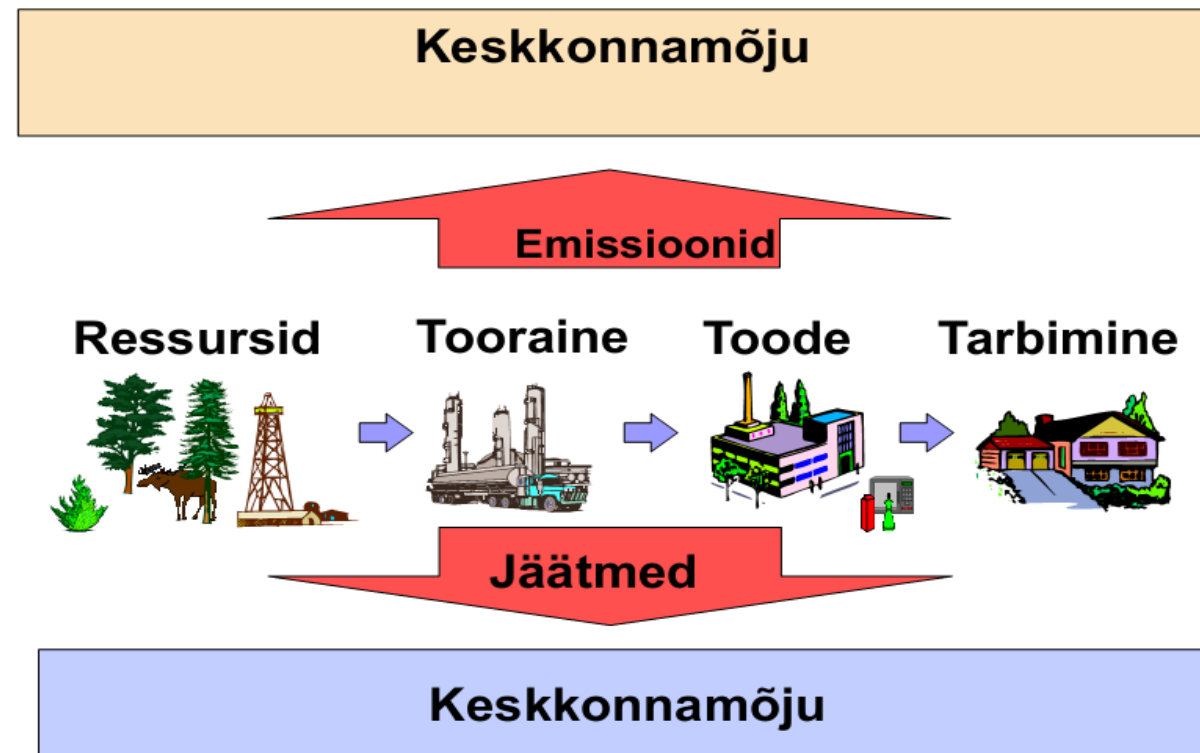 Keskkonnamõju
Emissioonid
Ressursid
Tooraine
Toode
Tarbimine
Jäätmed
Keskkonnamõju